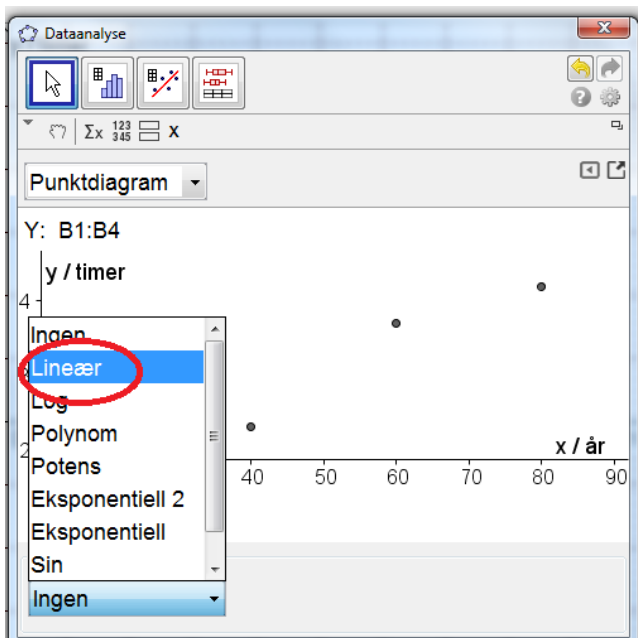 Dataanalyse
Σx 123 345 X
Punktdiagram
Y: B1:B4
y / timer
4
Ingen
Lineær
Log
2
Polynom
Potens
Eksponentiell 2
Eksponentiell
Sin
Ingen
x / år
40 50 60 70 80 90